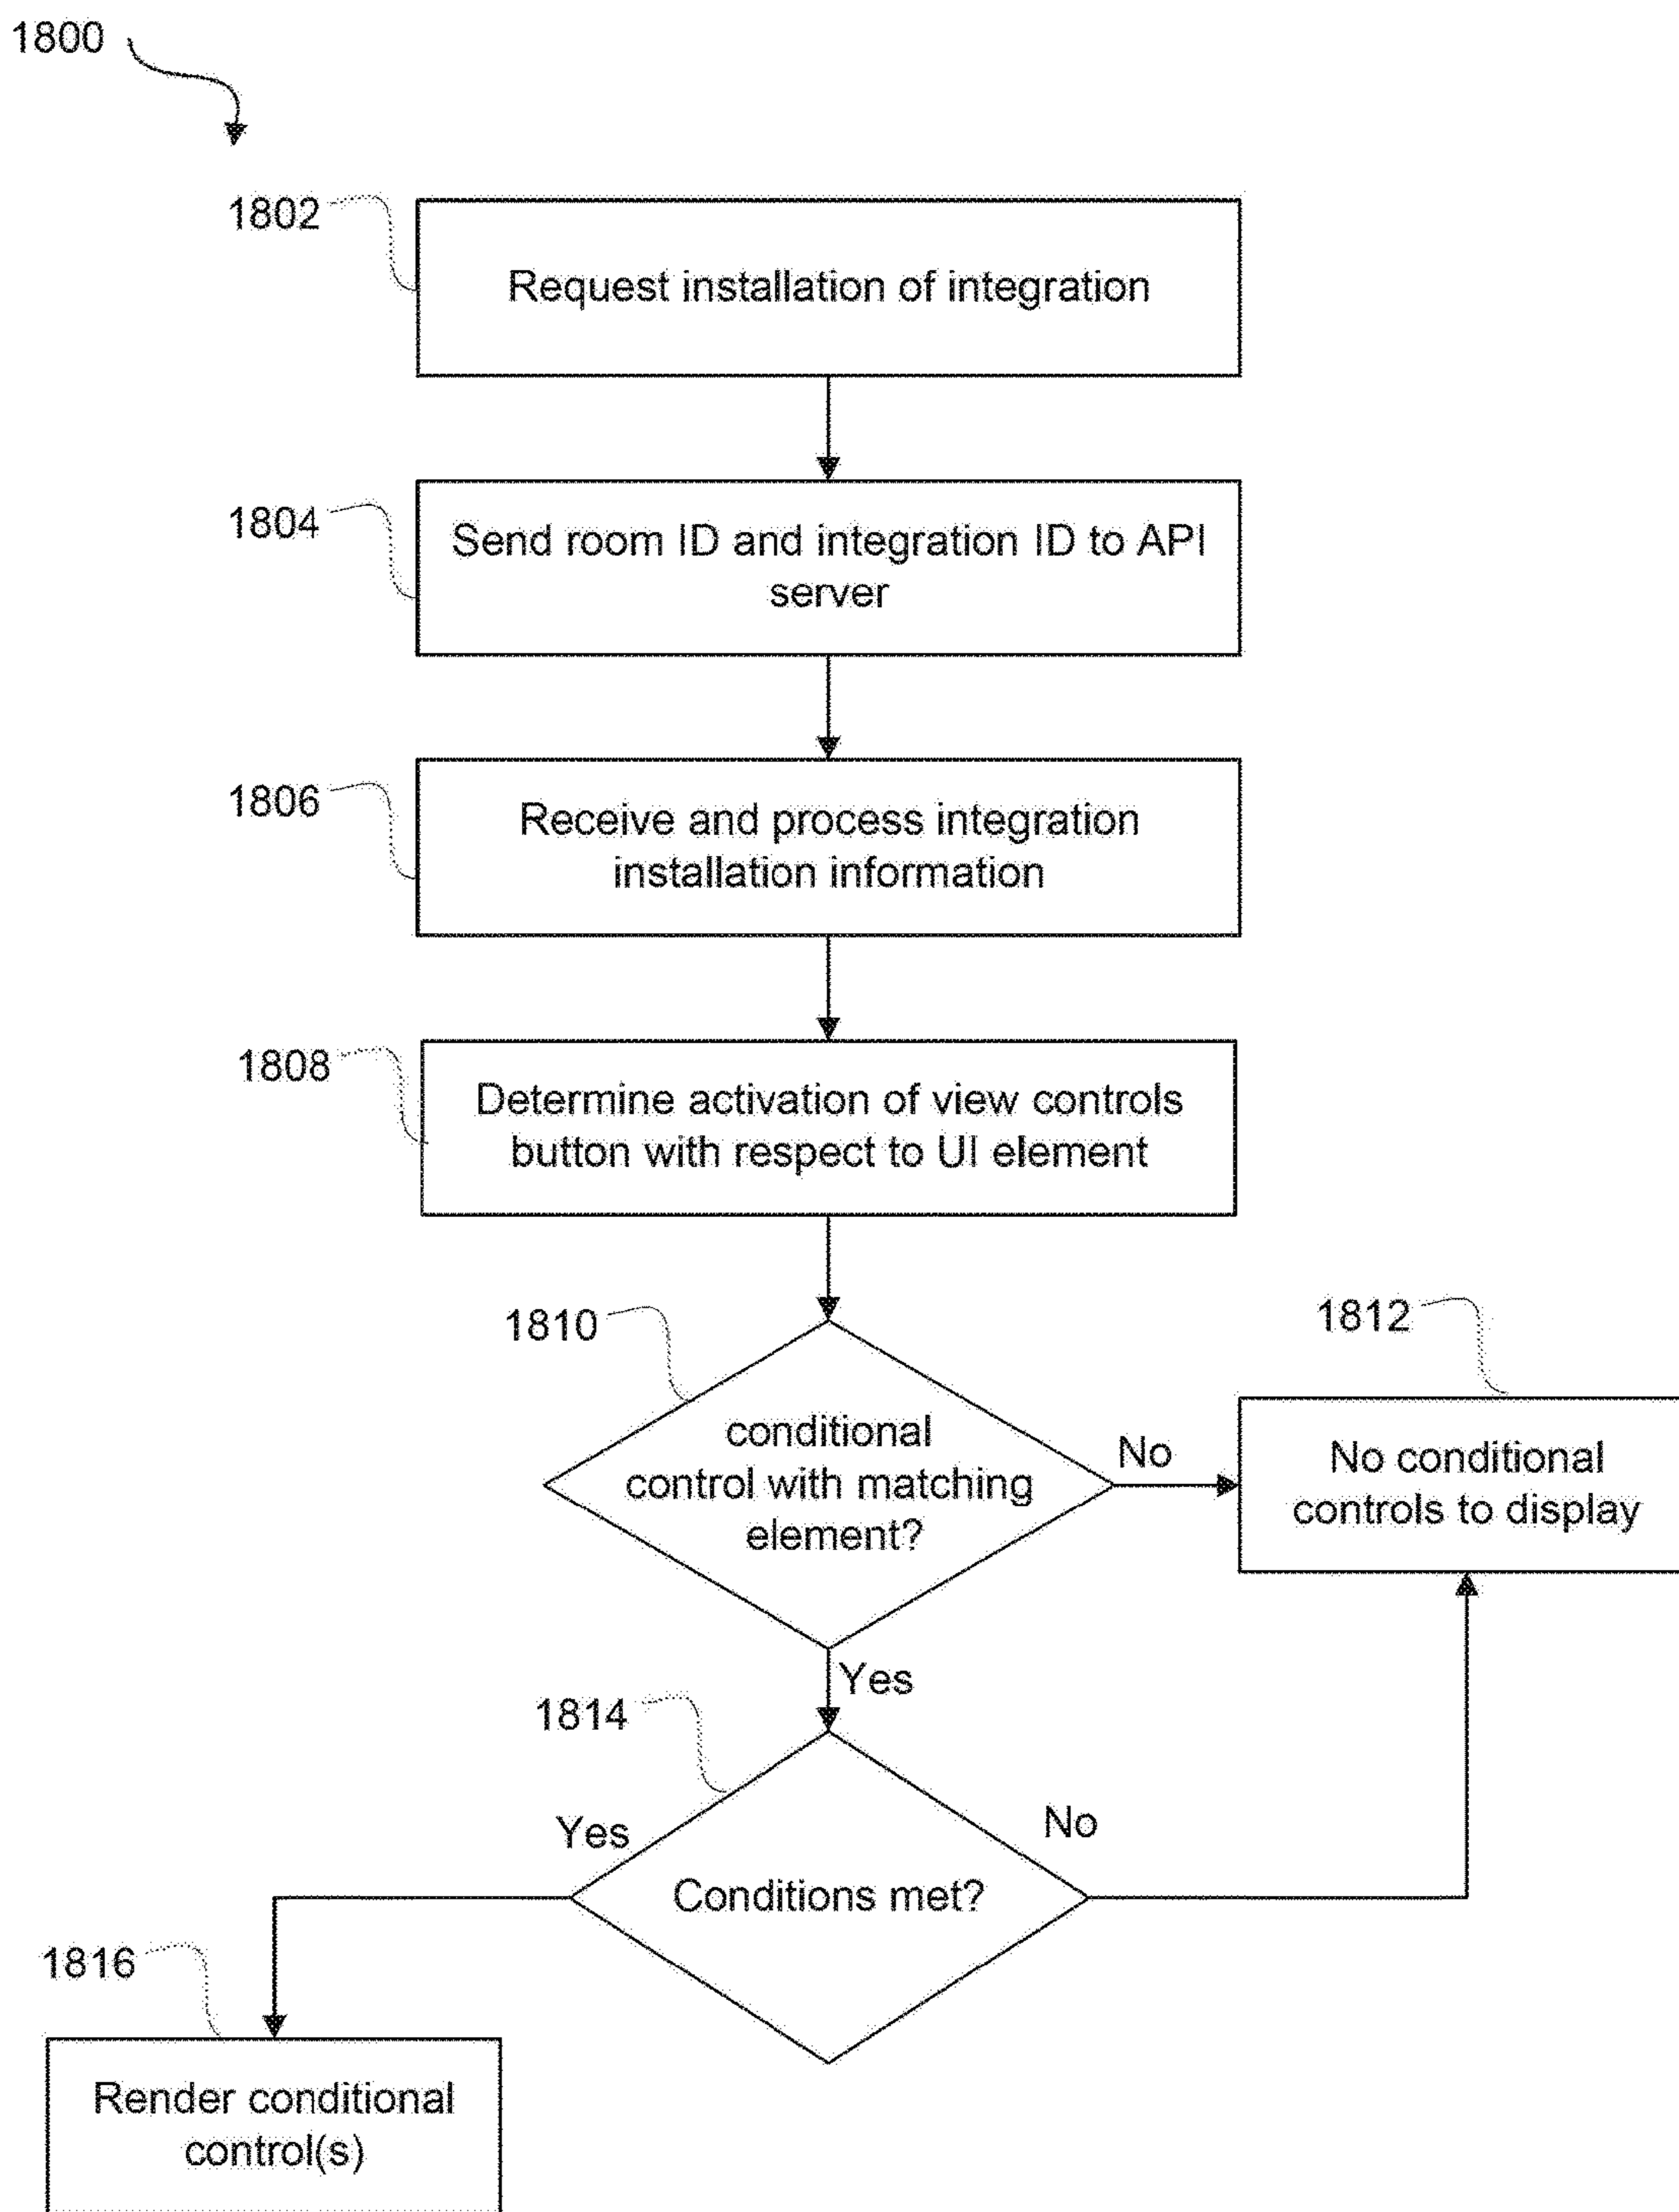 1800
1802
Request installation of integration
1804
Send room ID and integration ID to API
server
1806
Receive and process integration
installation information
1808
Determine activation of view controls
button with respect to UI element
1810
conditional
control with matching
element?
No
1812
No conditional
controls to display
Yes
1814
Yes
No
Conditions met?
1816
Render conditional
control(s)